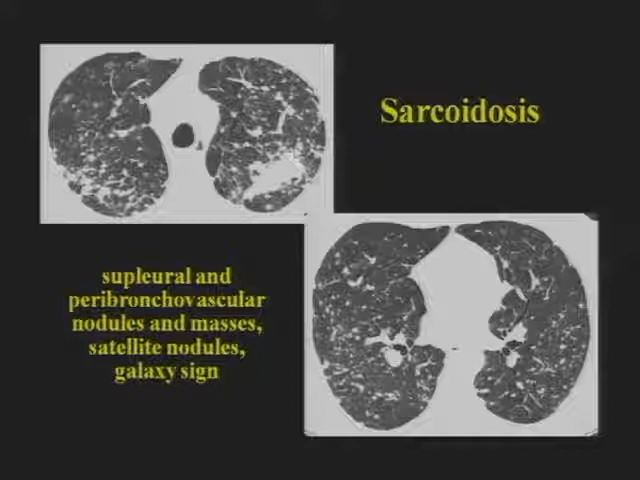 Sarcoidosis
supleural and
peribronchovascular
nodules and masses,
satellite nodules,
galaxy sign